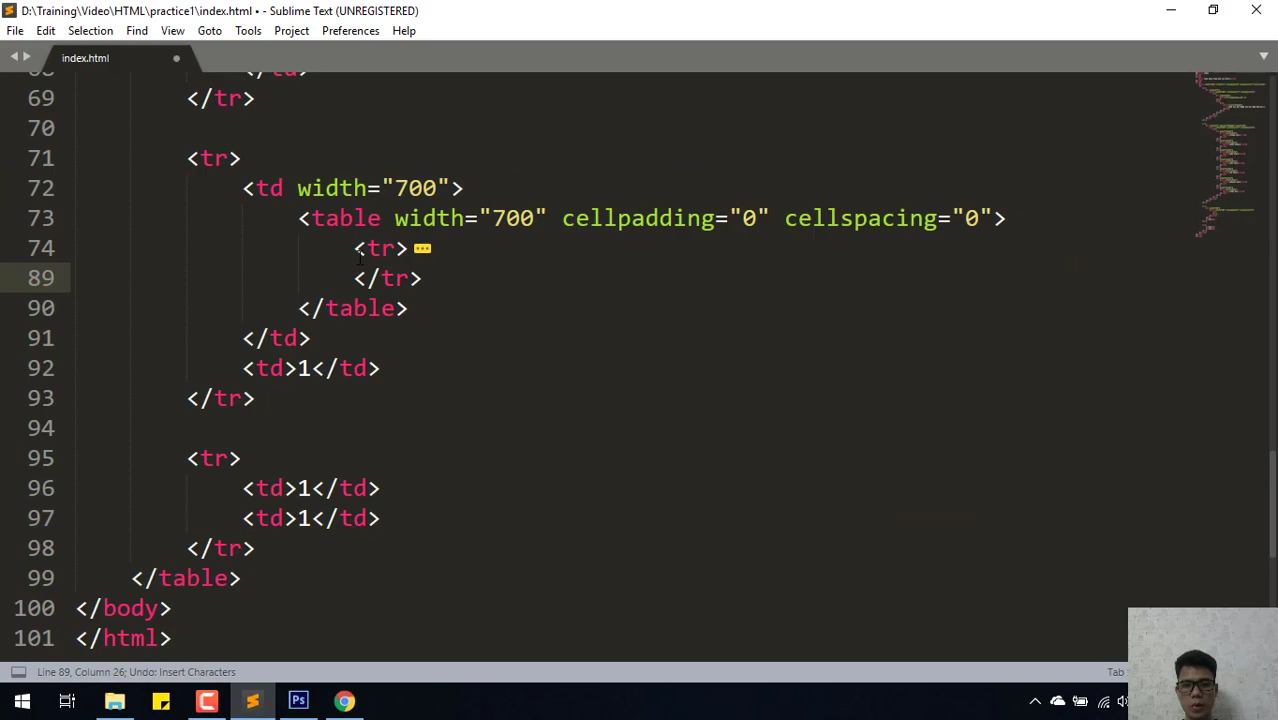 D:\Training\Video\HTML\practice1\index.html • - Sublime Text (UNREGISTERED)
File Edit Selection Find View Goto Tools Project Preferences Help
index.html
68 </td>
69 </tr>
70
71 <tr>
72 <td width="700">
73 <table width="700" cellpadding="0" cellspacing="0">
74 <tr>
89 </tr>
90 </table>
91 </td>
92 <td>1</td>
93 </tr>
94
95 <tr>
96 <td>1</td>
97 <td>1</td>
98 </tr>
99 </table>
100 </body>
101 </html>
Line 89, Column 26; Undo: Insert Characters
Tab
Ps